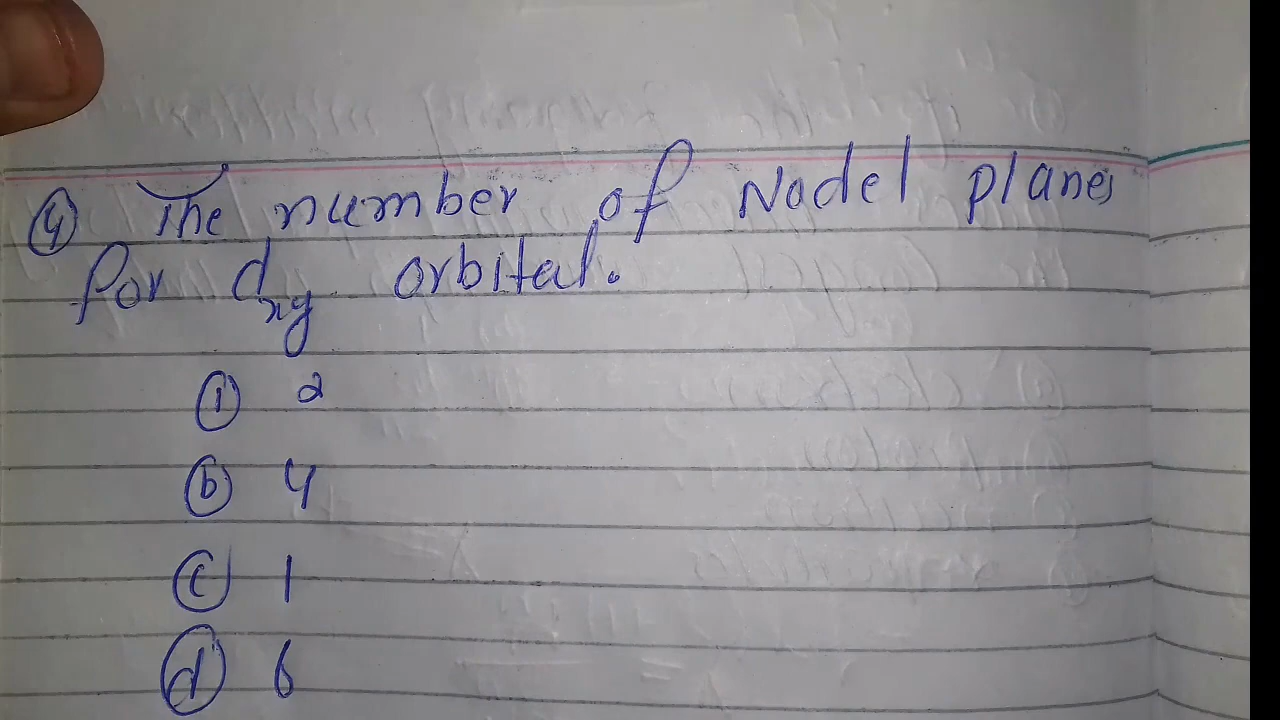 ④ The number of Nodel planes
for dxy orbital.
① 2
ⓑ 4
ⓒ 1
ⓓ 6